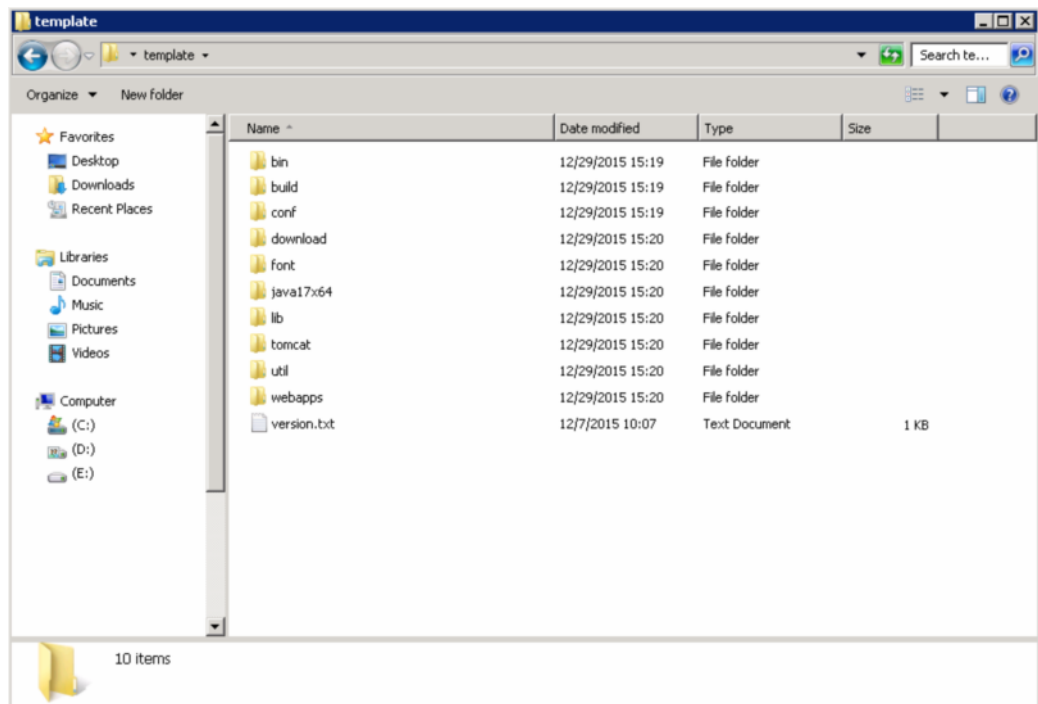 template
template
Search te...
Organize New folder
Favorites
Desktop
Downloads
Recent Places
Libraries
Documents
Music
Pictures
Videos
Computer
(C:)
(D:)
(E:)
Name Date modified Type Size
bin 12/29/2015 15:19 File folder
build 12/29/2015 15:19 File folder
conf 12/29/2015 15:19 File folder
download 12/29/2015 15:20 File folder
font 12/29/2015 15:20 File folder
java17x64 12/29/2015 15:20 File folder
lib 12/29/2015 15:20 File folder
tomcat 12/29/2015 15:20 File folder
util 12/29/2015 15:20 File folder
webapps 12/29/2015 15:20 File folder
version.txt 12/7/2015 10:07 Text Document 1 KB
10 items